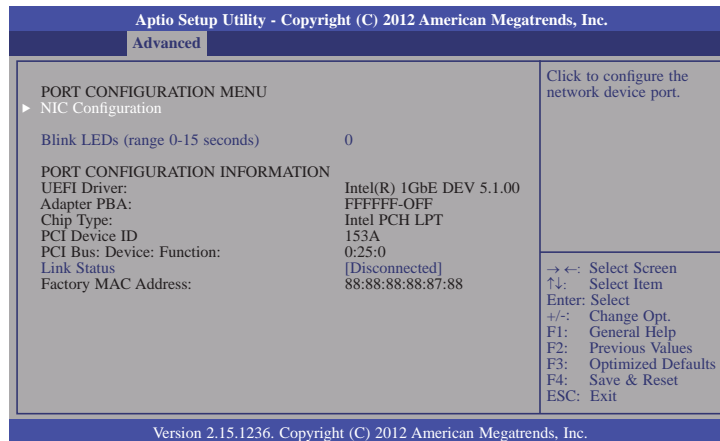 Aptio Setup Utility - Copyright (C) 2012 American Megatrends, Inc.
Advanced
PORT CONFIGURATION MENU
► NIC Configuration
Blink LEDs (range 0-15 seconds) 0
PORT CONFIGURATION INFORMATION
UEFI Driver: Intel(R) 1GbE DEV 5.1.00
Adapter PBA: FFFFFF-OFF
Chip Type: Intel PCH LPT
PCI Device ID 153A
PCI Bus: Device: Function: 0:25:0
Link Status [Disconnected]
Factory MAC Address: 88:88:88:88:87:88
Click to configure the
network device port.
→ ←: Select Screen
↑↓: Select Item
Enter: Select
+/-: Change Opt.
F1: General Help
F2: Previous Values
F3: Optimized Defaults
F4: Save & Reset
ESC: Exit
Version 2.15.1236. Copyright (C) 2012 American Megatrends, Inc.